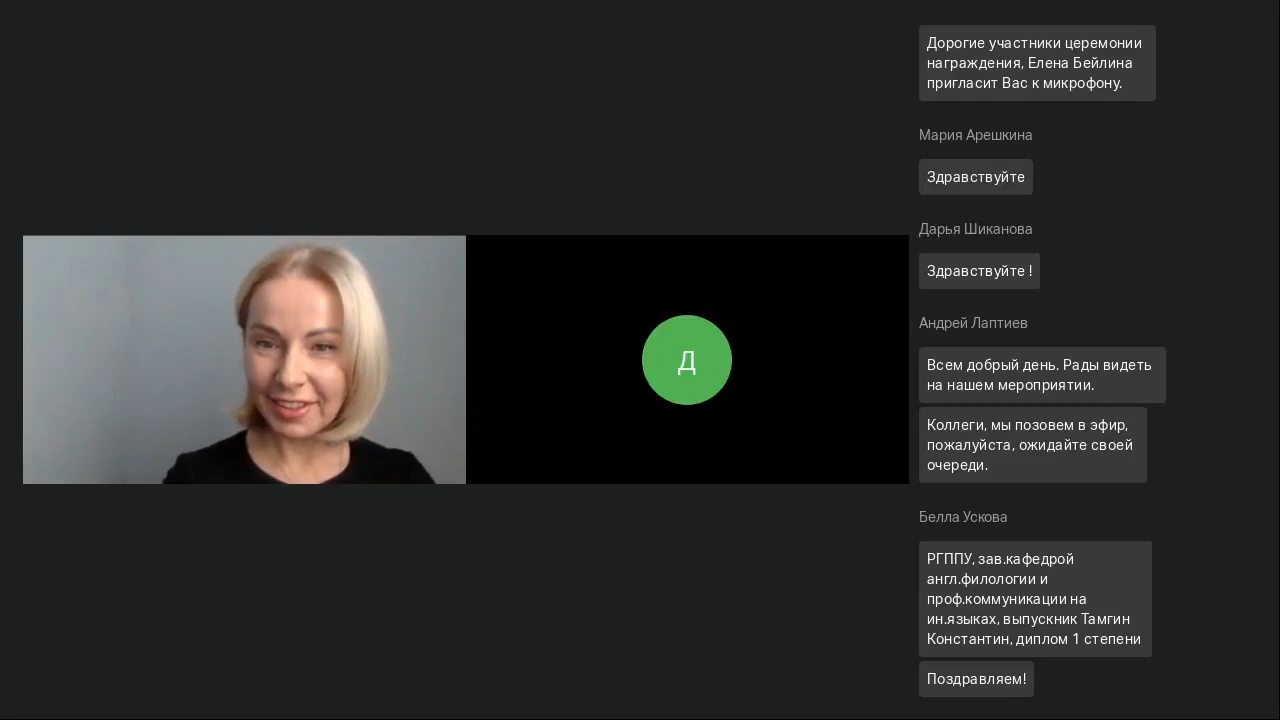 Д
Дорогие участники церемонии
награждения, Елена Бейлина
пригласит Вас к микрофону.
Мария Арешкина
Здравствуйте
Дарья Шиканова
Здравствуйте !
Андрей Лаптиев
Всем добрый день. Рады видеть
на нашем мероприятии.
Коллеги, мы позовем в эфир,
пожалуйста, ожидайте своей
очереди.
Белла Ускова
РГППУ, зав.кафедрой
англ.филологии и
проф.коммуникации на
ин.языках, выпускник Тамгин
Константин, диплом 1 степени
Поздравляем!